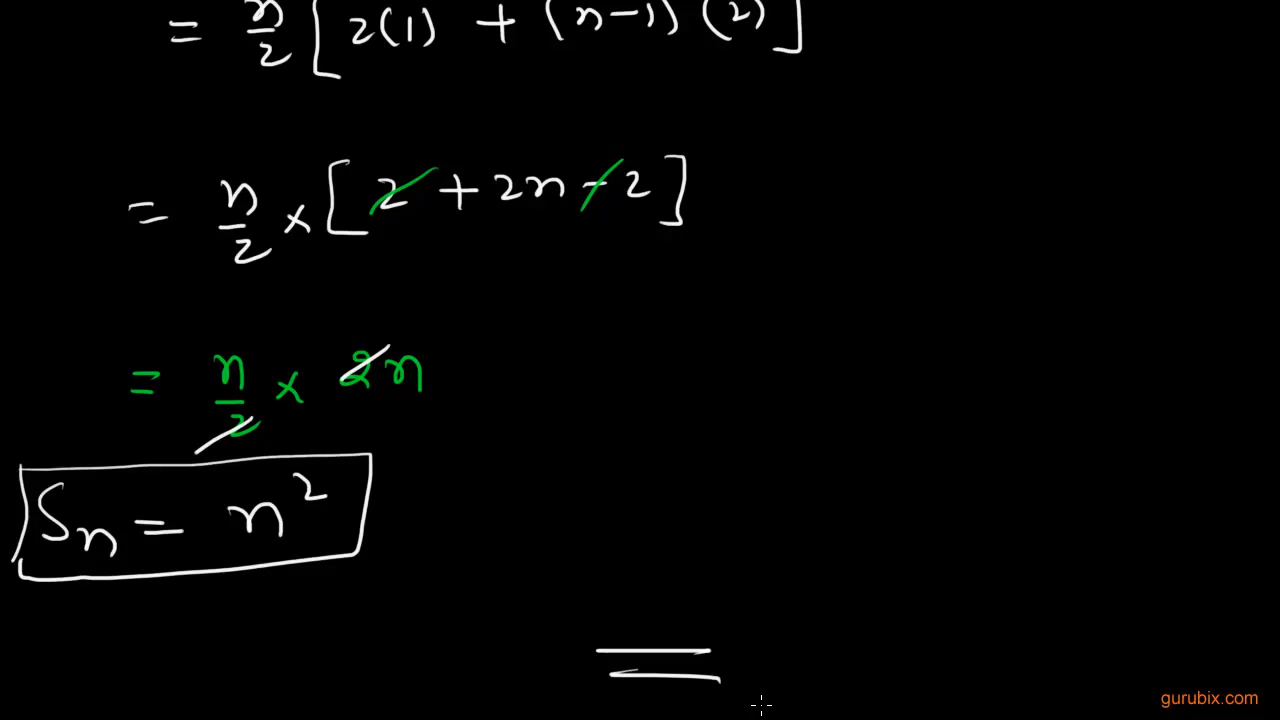 = n/2 [ 2(1) + (n-1) (2) ]
= n/2 × [ 2 + 2n - 2 ]
= n/2 × 2n
Sn = n²
gurubix.com